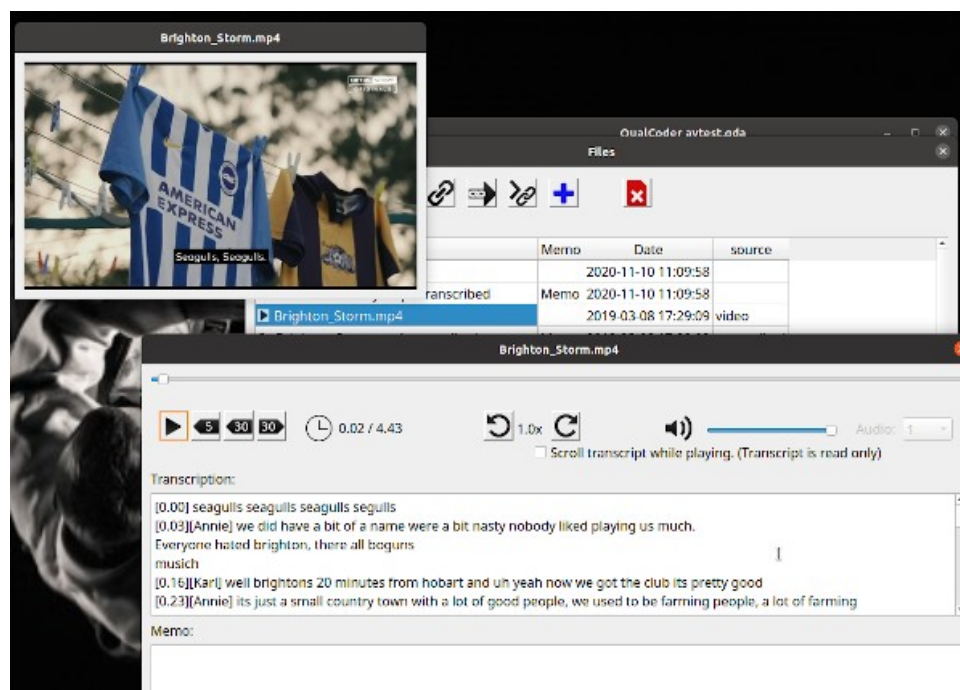 Brighton_Storm.mp4
AMERICAN
EXPRESS
Seagulls, Seagulls.
QualCoder avtest.qda
Files
Memo Date source
2020-11-10 11:09:58
ranscribed Memo 2020-11-10 11:09:58
Brighton_Storm.mp4 2019-03-08 17:29:09 video
Brighton_Storm.mp4
5 30 30 0.02 / 4.43 1.0x Audio: 1
Scroll transcript while playing. (Transcript is read only)
Transcription:
[0.00] seagulls seagulls seagulls segulls
[0.03][Annie] we did have a bit of a name were a bit nasty nobody liked playing us much.
Everyone hated brighton, there all boguns
musich
[0.16][Karl] well brightons 20 minutes from hobart and uh yeah now we got the club its pretty good
[0.23][Annie] its just a small country town with a lot of good people, we used to be farming people, a lot of farming
Memo: